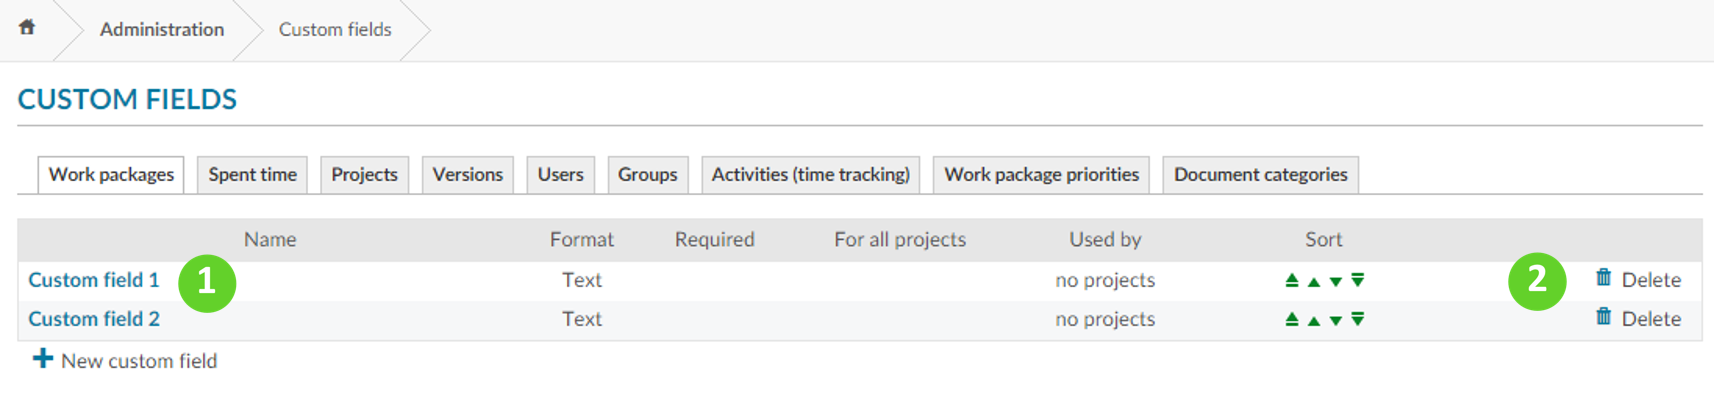 Administration Custom fields
CUSTOM FIELDS
Work packages Spent time Projects Versions Users Groups Activities (time tracking) Work package priorities Document categories
Name Format Required For all projects Used by Sort
Custom field 1 1 Text no projects 2 Delete
Custom field 2 Text no projects Delete
New custom field